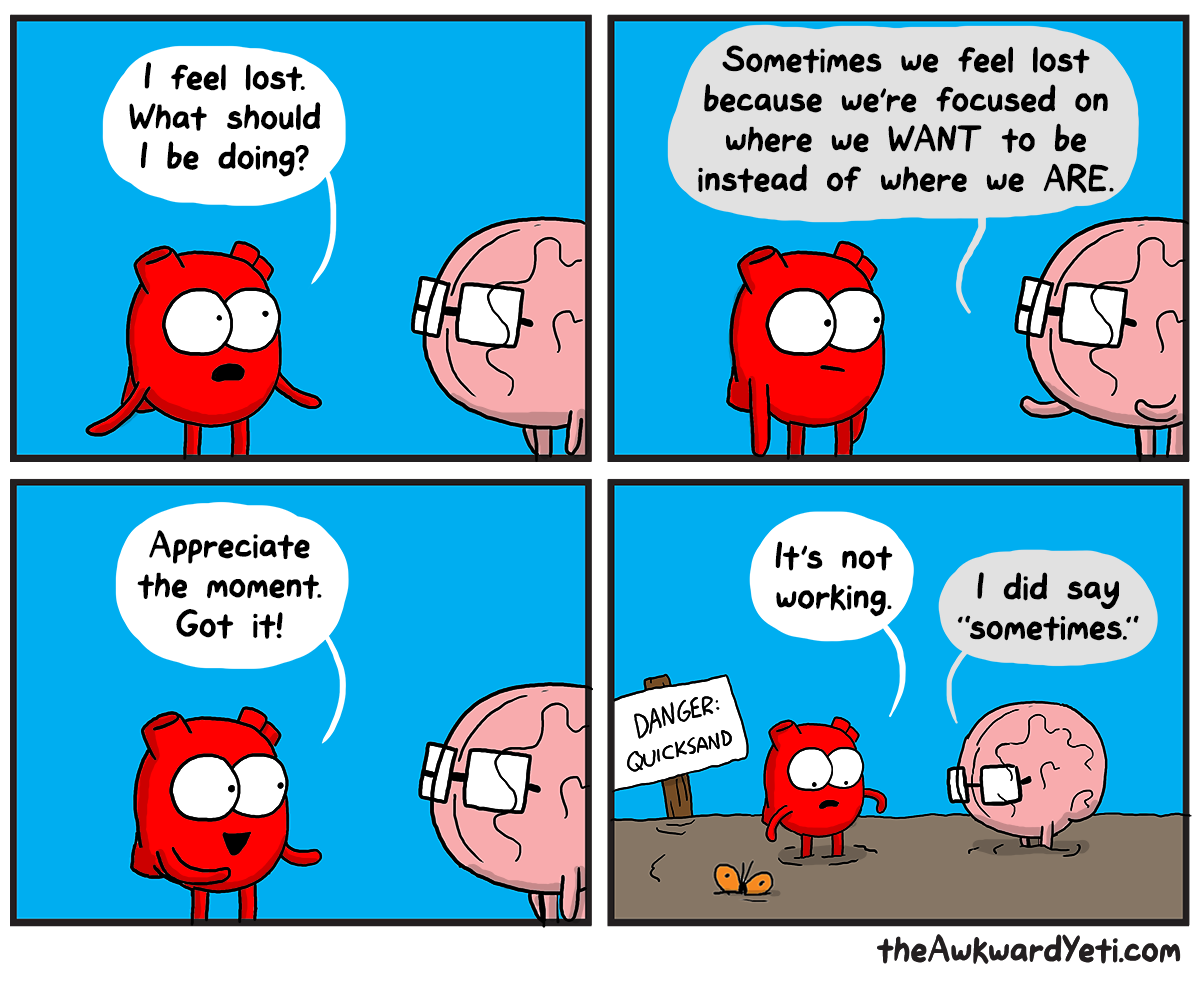 I feel lost.
What should
I be doing?
Sometimes we feel lost
because we're focused on
where we WANT to be
instead of where we ARE.
Appreciate
the moment.
Got it!
It's not
working.
I did say
"sometimes."
DANGER:
QUICKSAND
theAwkwardYeti.com